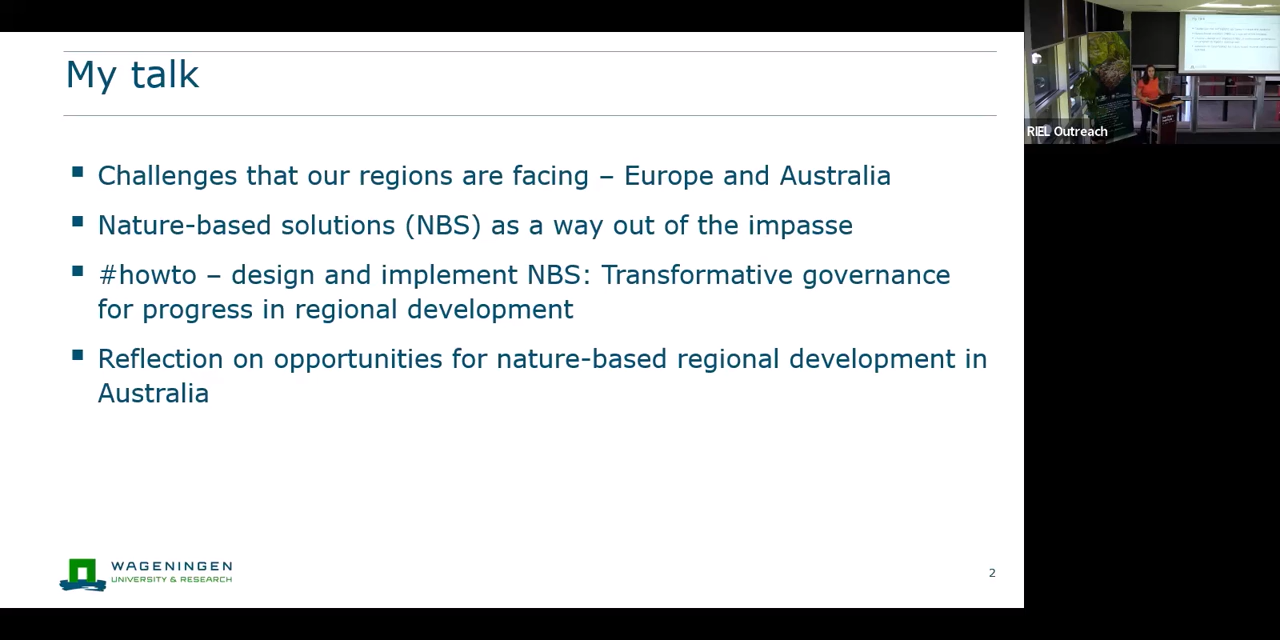 My talk
Challenges that our regions are facing – Europe and Australia
Nature-based solutions (NBS) as a way out of the impasse
#howto – design and implement NBS: Transformative governance
for progress in regional development
Reflection on opportunities for nature-based regional development in
Australia
WAGENINGEN
UNIVERSITY & RESEARCH
2
RIEL Outreach